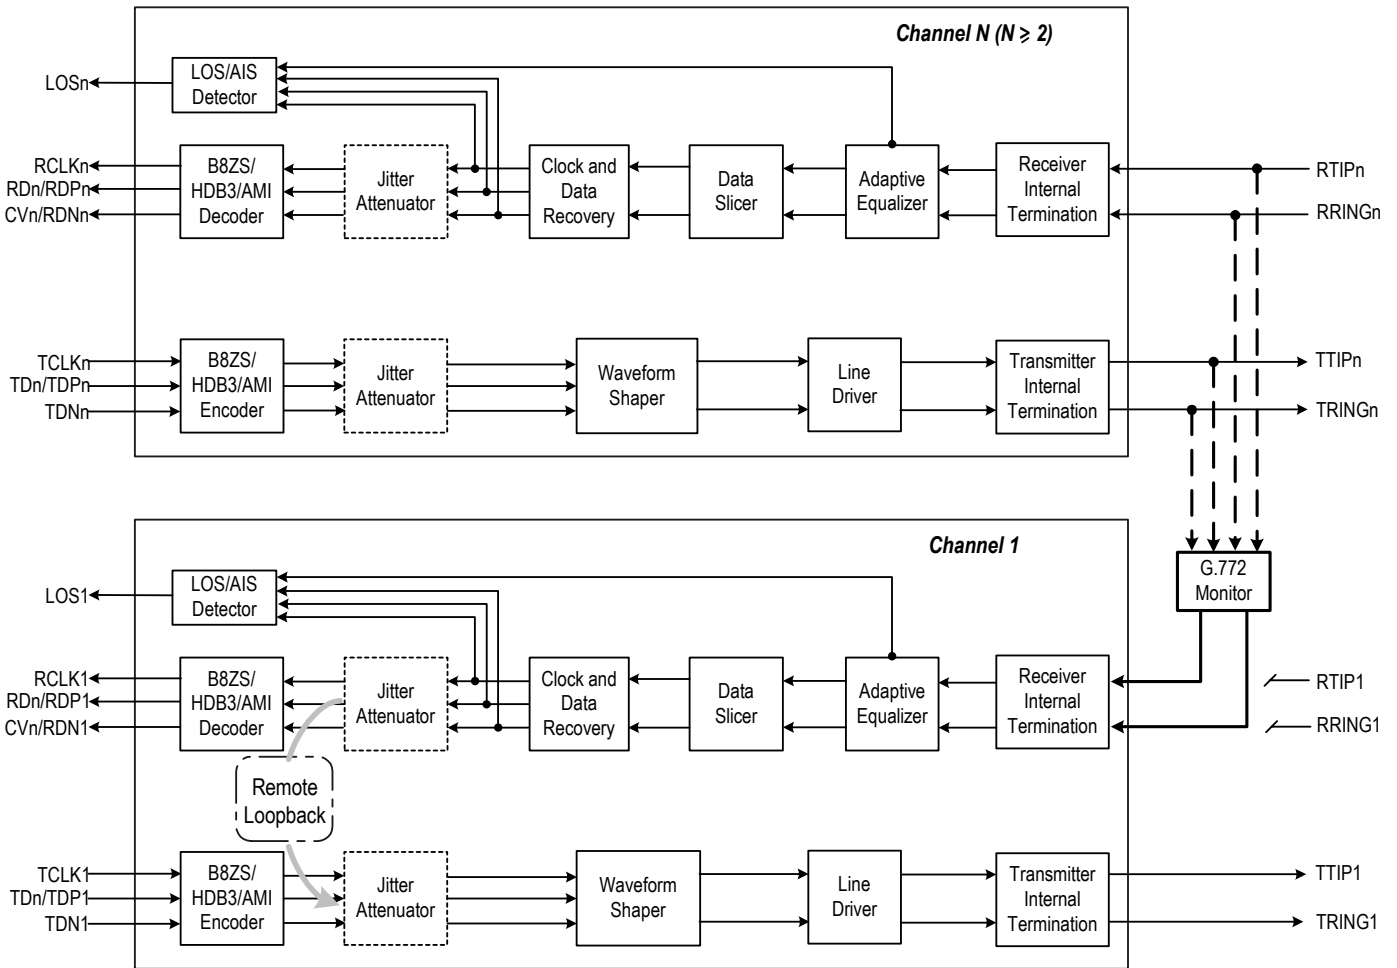 Channel N (N ⩾ 2)
LOSn
LOS/AIS
Detector
RCLKn
RDn/RDPn
CVn/RDNn
B8ZS/
HDB3/AMI
Decoder
Jitter
Attenuator
Clock and
Data
Recovery
Data
Slicer
Adaptive
Equalizer
Receiver
Internal
Termination
RTIPn
RRINGn
TCLKn
TDn/TDPn
TDNn
B8ZS/
HDB3/AMI
Encoder
Jitter
Attenuator
Waveform
Shaper
Line
Driver
Transmitter
Internal
Termination
TTIPn
TRINGn
Channel 1
G.772
Monitor
LOS1
LOS/AIS
Detector
RCLK1
RDn/RDP1
CVn/RDN1
B8ZS/
HDB3/AMI
Decoder
Jitter
Attenuator
Clock and
Data
Recovery
Data
Slicer
Adaptive
Equalizer
Receiver
Internal
Termination
RTIP1
RRING1
Remote
Loopback
TCLK1
TDn/TDP1
TDN1
B8ZS/
HDB3/AMI
Encoder
Jitter
Attenuator
Waveform
Shaper
Line
Driver
Transmitter
Internal
Termination
TTIP1
TRING1